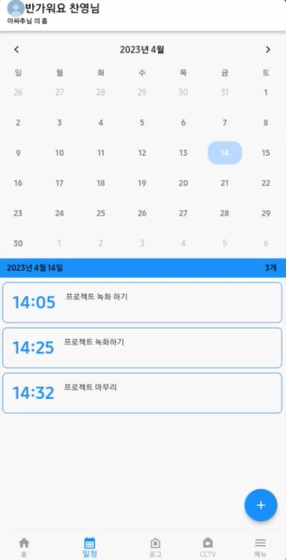 반가워요 찬영님
아싸추님 의 홈
2023년 4월
일 월 화 수 목 금 토
26 27 28 29 30 31 1
2 3 4 5 6 7 8
9 10 11 12 13 14 15
16 17 18 19 20 21 22
23 24 25 26 27 28 29
30 1 2 3 4 5 6
2023년 4월 14일 3개
14:05 프로젝트 녹화 하기
14:25 프로젝트 녹화하기
14:32 프로젝트 마무리
홈 일정 로그 CCTV 메뉴